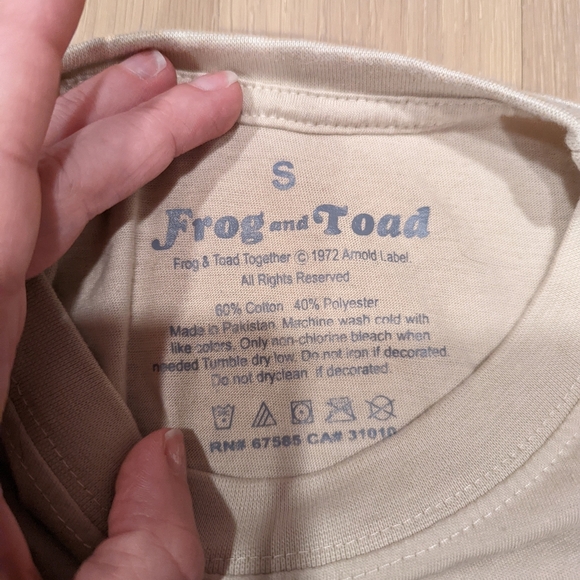 S
Frog and Toad
Frog & Toad Together © 1972 Arnold Label.
All Rights Reserved
60% Cotton 40% Polyester
Made in Pakistan. Machine wash cold with
like colors. Only non-chlorine bleach when
needed Tumble dry low. Do not iron if decorated.
Do not dryclean if decorated.
RN# 67585 CA# 31010